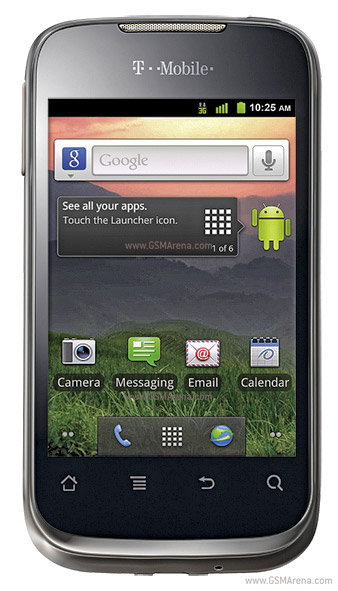 T··Mobile·
3G 10:25 AM
g Google
See all your apps.
Touch the Launcher icon.
www.GSMArena.com
1 of 6
Camera Messaging Email Calendar
www.GSMArena.com
www.GSMArena.com